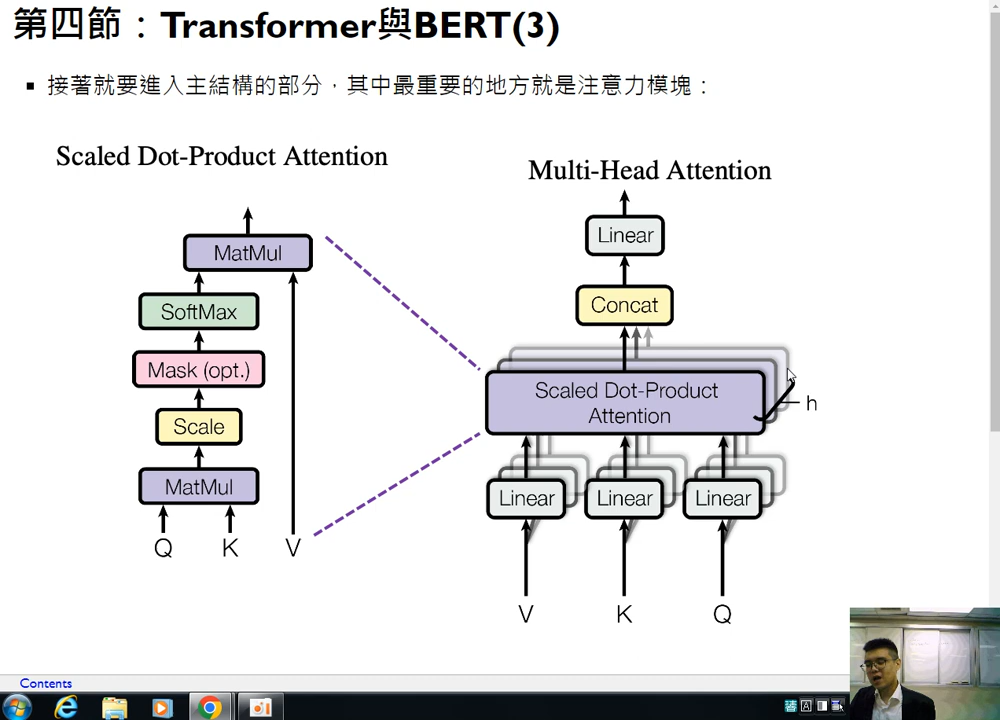 第四節：Transformer與BERT(3)
接著就要進入主結構的部分，其中最重要的地方就是注意力模塊：
Scaled Dot-Product Attention
MatMul
SoftMax
Mask (opt.)
Scale
MatMul
Q K V
Multi-Head Attention
Linear
Concat
Scaled Dot-Product
Attention
h
Linear Linear Linear
V K Q
Contents